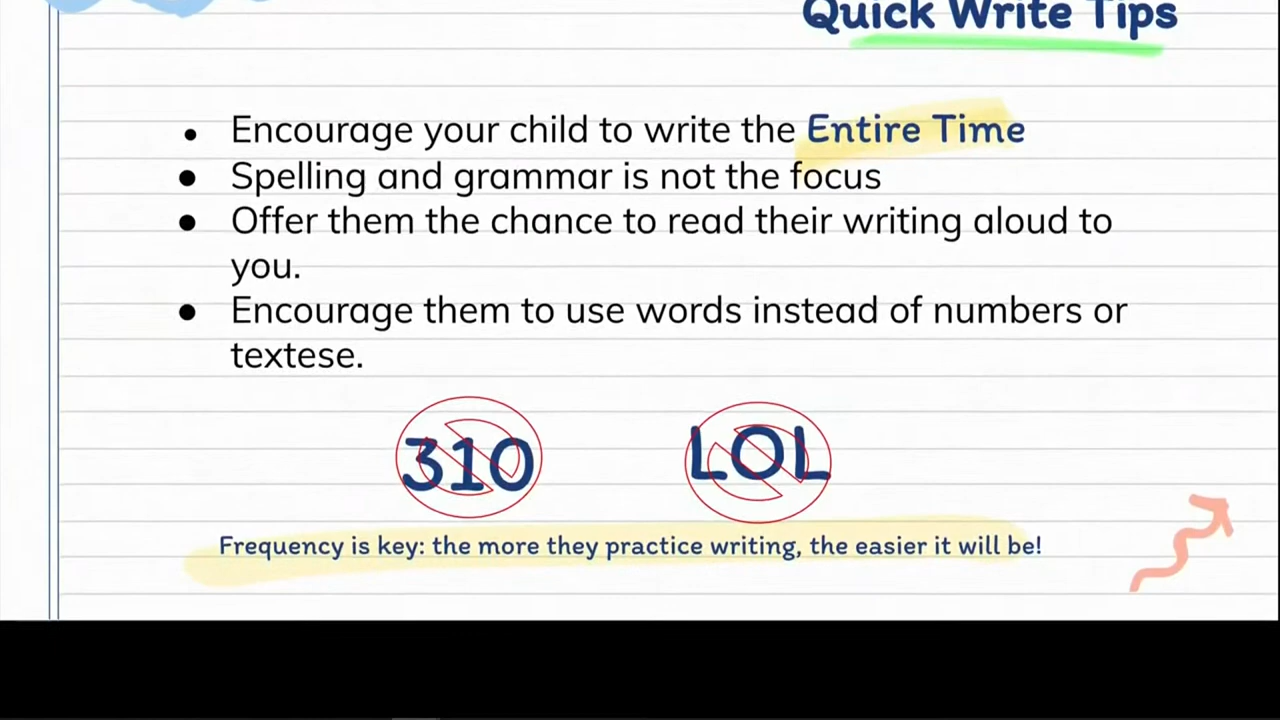 Quick Write Tips
● Encourage your child to write the Entire Time
● Spelling and grammar is not the focus
● Offer them the chance to read their writing aloud to
you.
● Encourage them to use words instead of numbers or
textese.
310 LOL
Frequency is key: the more they practice writing, the easier it will be!